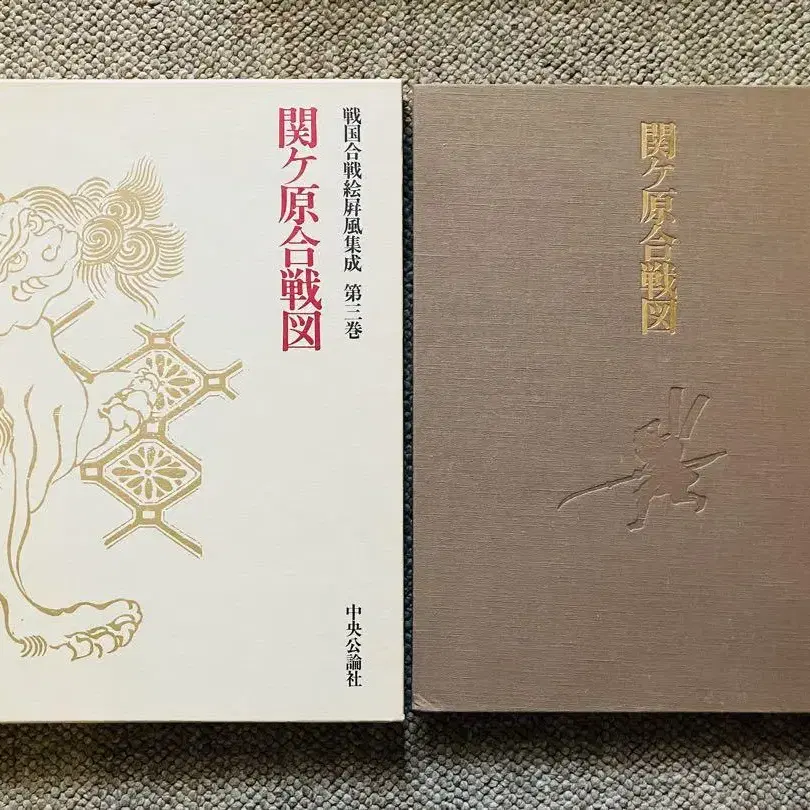 戦国合戦絵屏風集成 第三巻
関ケ原合戦図
中央公論社
関ケ原合戦図